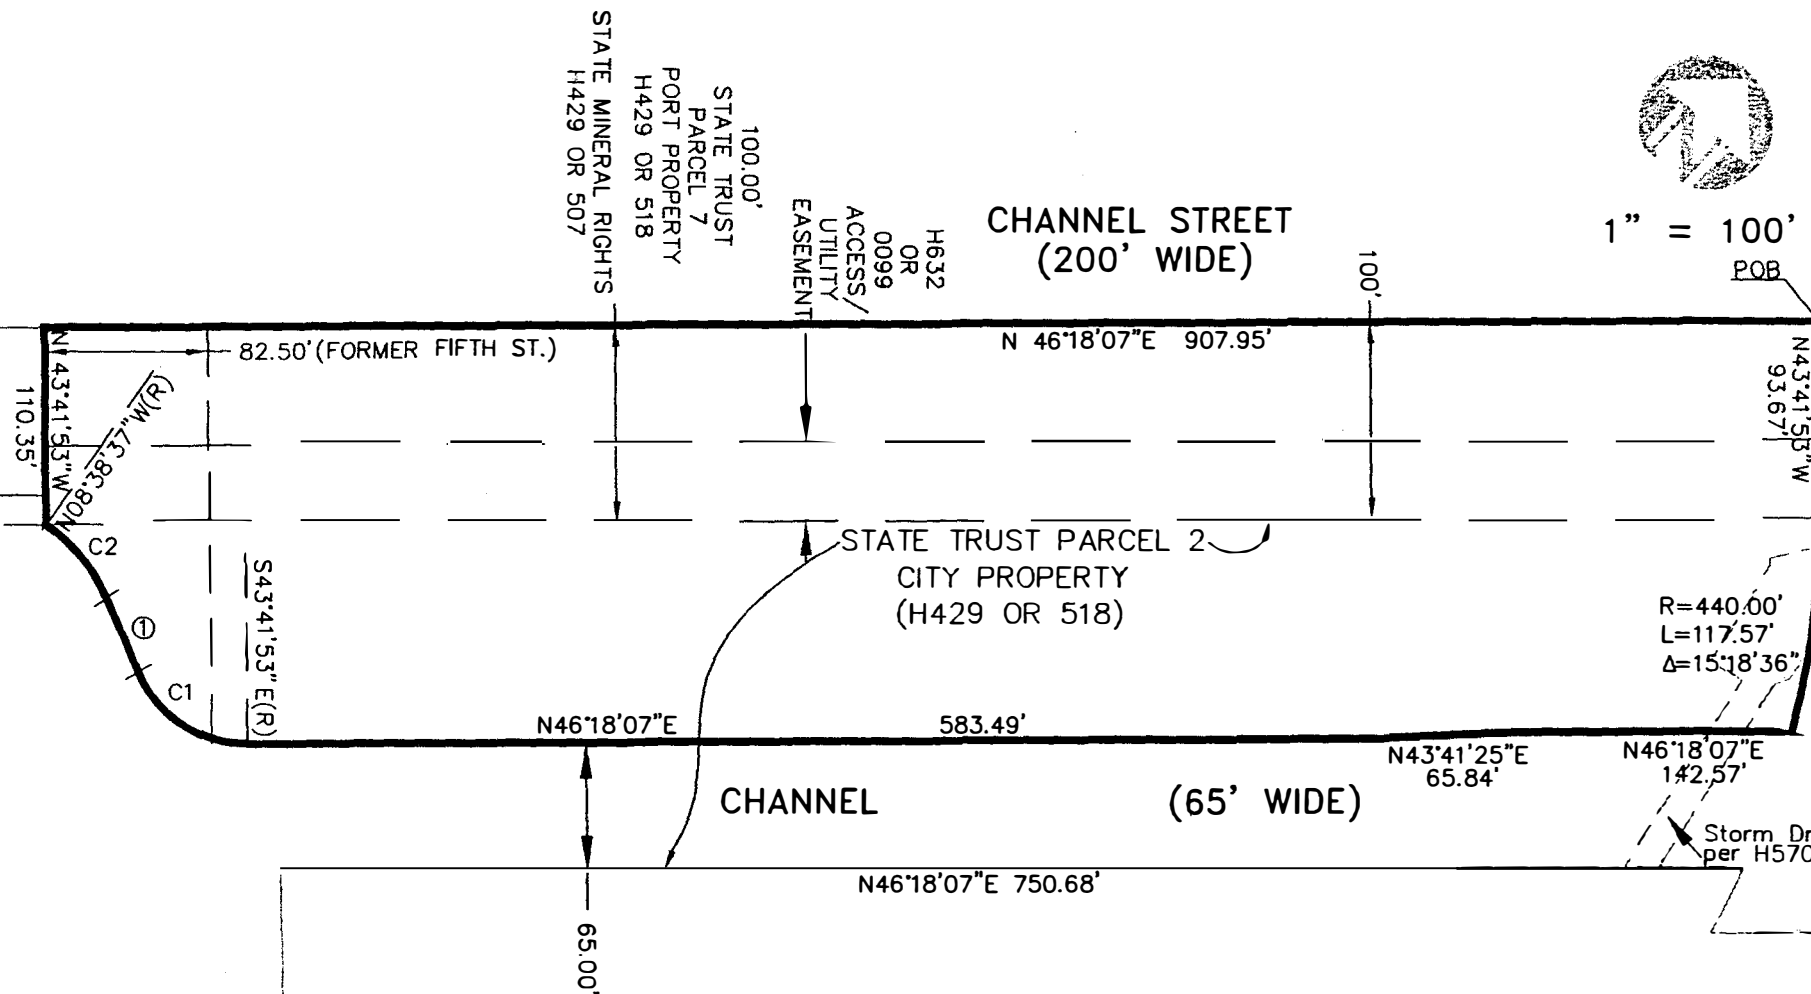 STATE MINERAL RIGHTS
H429 OR 507
100.00'
STATE TRUST
PARCEL 7
PORT PROPERTY
H429 OR 518
H632
OR
0099
ACCESS
UTILITY
EASEMENT
CHANNEL STREET
(200' WIDE)
100'
1" = 100'
POB
N 46°18'07"E 907.95'
82.50' (FORMER FIFTH ST.)
N 43°41'53"W
110.35'
N08°38'37"W(R)
N43°41'53"W
93.67'
C2
1
C1
S43°41'53" E(R)
STATE TRUST PARCEL 2
CITY PROPERTY
(H429 OR 518)
R=440.00'
L=117.57'
Δ=15°18'36"
N46°18'07"E 583.49'
N43°41'25"E
65.84'
N46°18'07"E
142.57'
CHANNEL (65' WIDE)
Storm Dr
per H570
N46°18'07"E 750.68'
65.00'